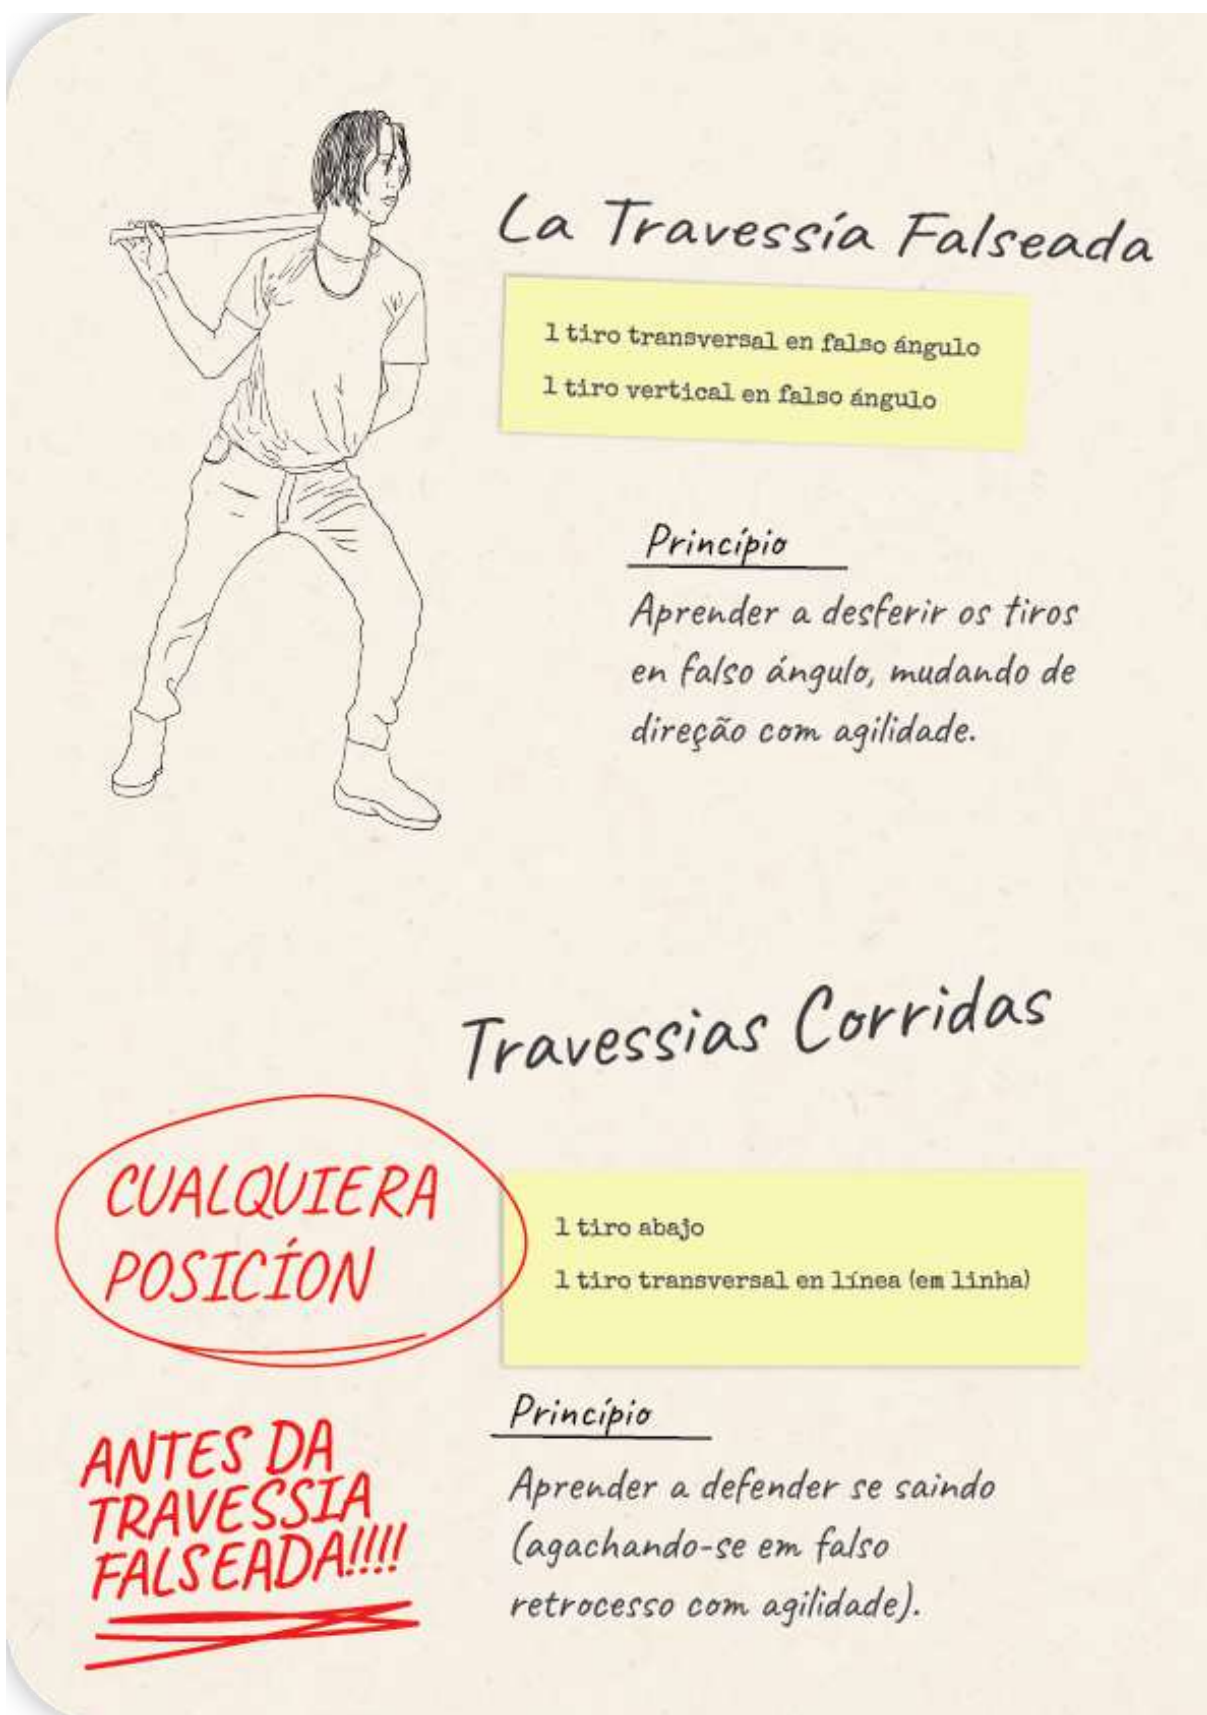 La Travessía Falseada
1 tiro transversal en falso ángulo
1 tiro vertical en falso ángulo
Princípio
Aprender a desferir os tiros
en falso ángulo, mudando de
direção com agilidade.
Travessias Corridas
CUALQUIERA
POSICÍON
1 tiro abajo
1 tiro transversal en línea (em linha)
ANTES DA
TRAVESSIA
FALSEADA!!!!
Princípio
Aprender a defender se saindo
(agachando-se em falso
retrocesso com agilidade).